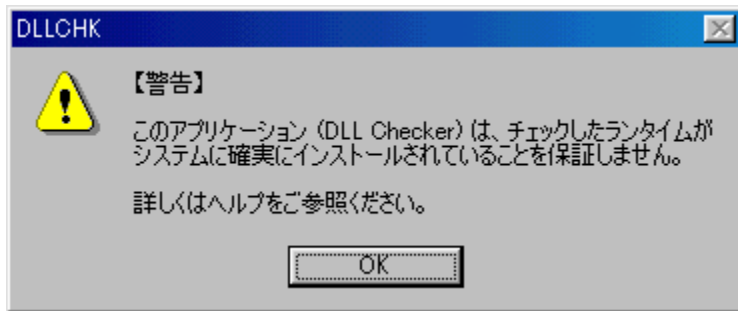 DLLCHK
【警告】
このアプリケーション（DLL Checker）は、チェックしたランタイムが
システムに確実にインストールされていることを保証しません。
詳しくはヘルプをご参照ください。
OK